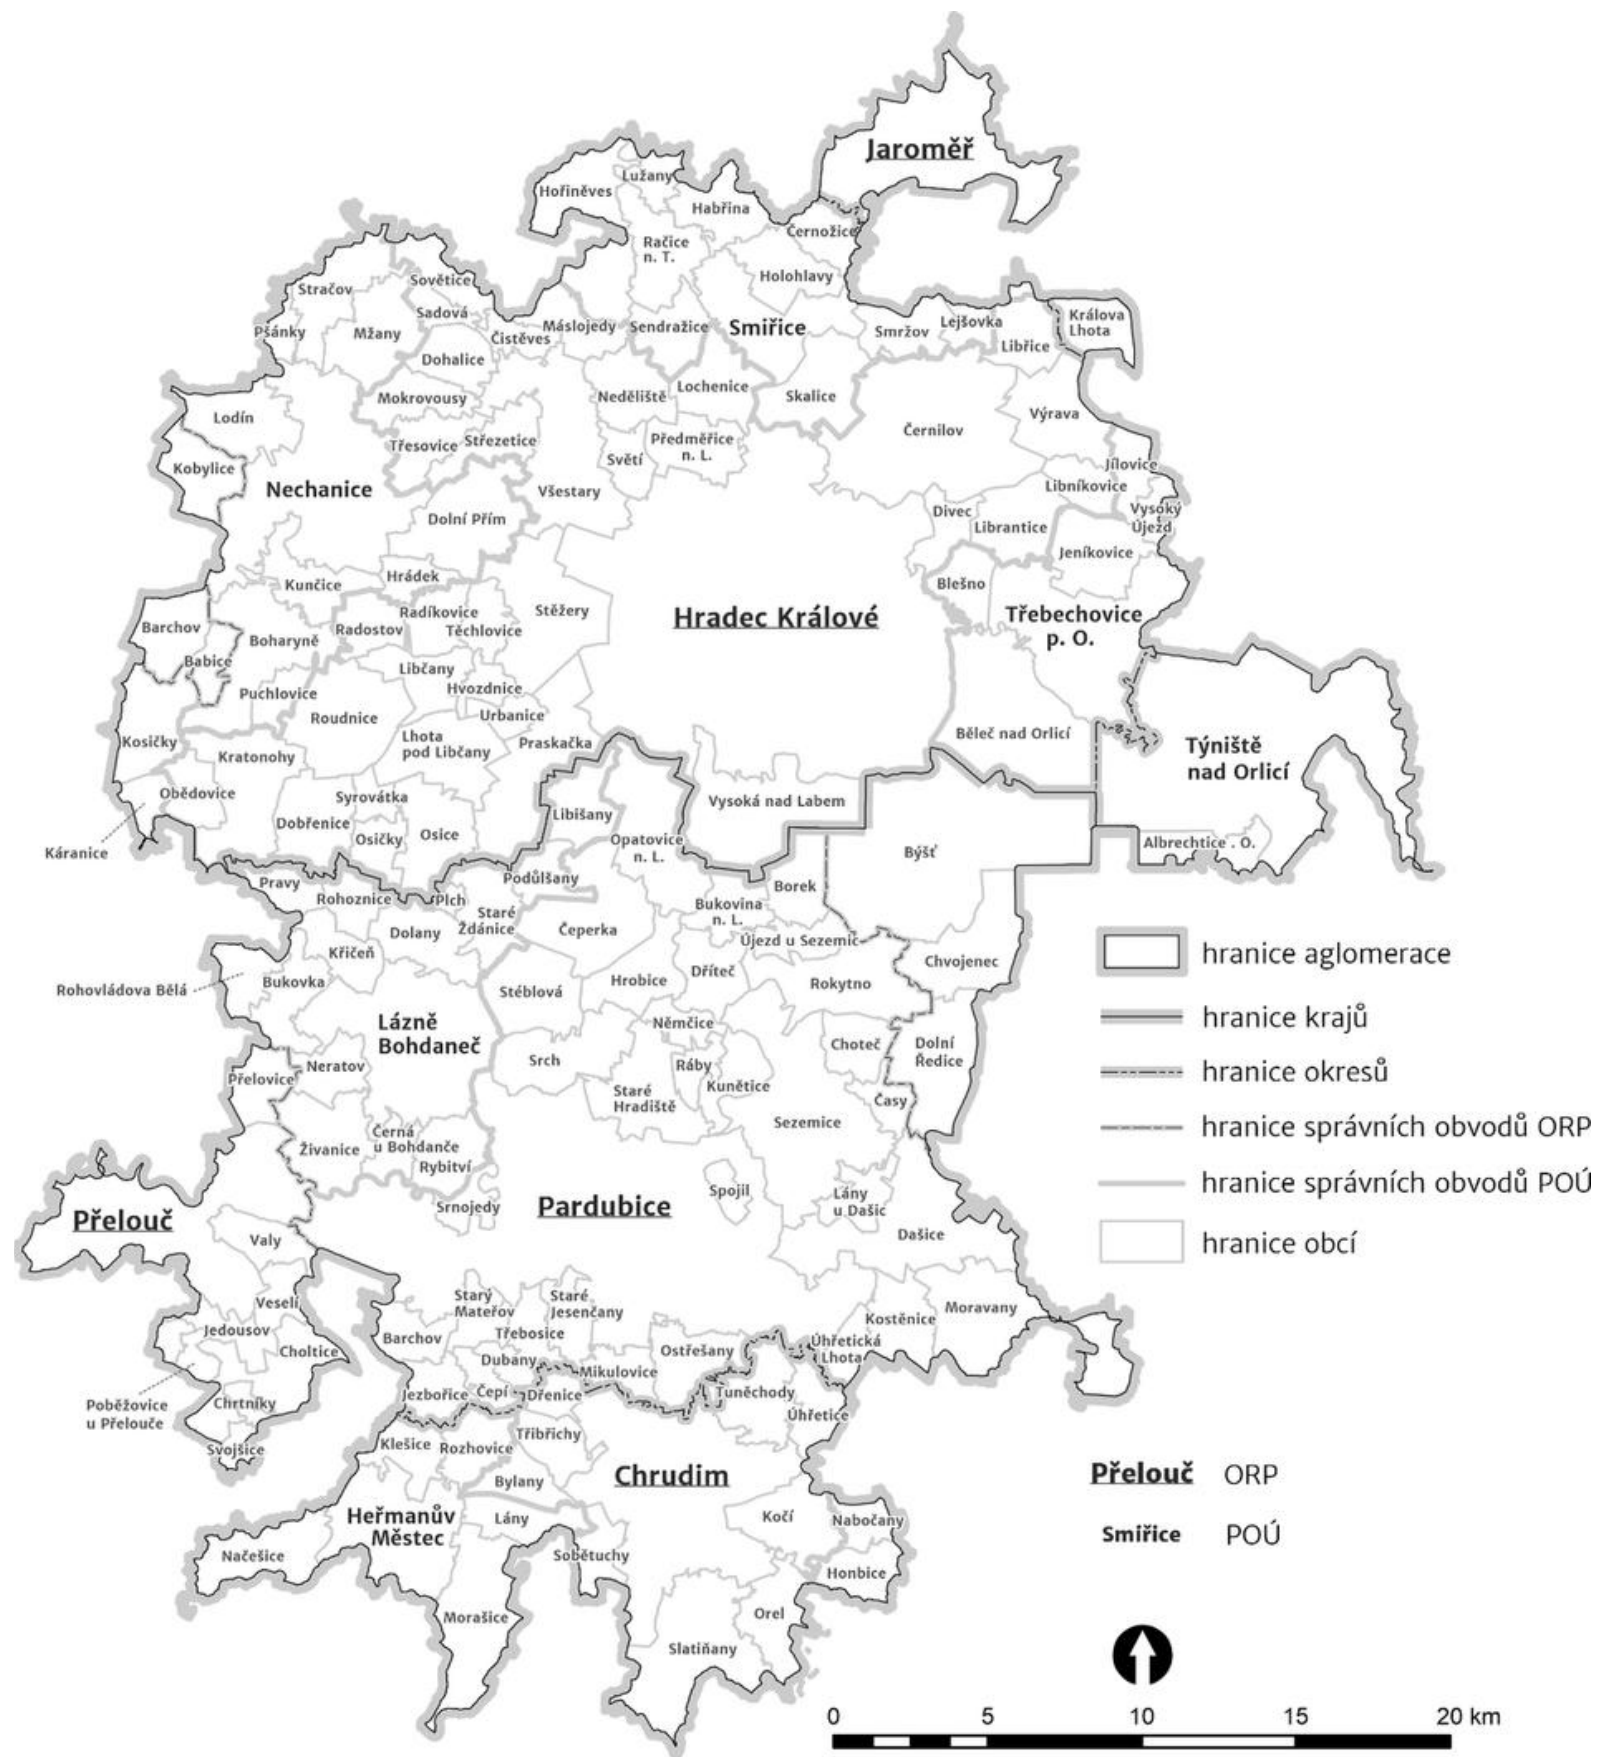 Jaroměř
Lužany
Hořiněves
Habřina
Černožice
Račice
n. T.
Holohlavy
Sovětice
Stračov
Sadová
Králova
Lhota
Pšánky
Mžany
Čistěves
Máslojedy
Sendražice
Smiřice
Smržov
Lejšovka
Libřice
Dohalice
Mokrovousy
Neděliště
Lochenice
Skalice
Lodín
Výrava
Černilov
Třesovice
Střezetice
Předměřice
n. L.
Světí
Kobylice
Jílovice
Nechanice
Všestary
Libníkovice
Dolní Přím
Divec
Librantice
Vysoký
Újezd
Jeníkovice
Hrádek
Kunčice
Blešno
Radíkovice
Stěžery
Hradec Králové
Třebechovice
p. O.
Barchov
Radostov
Těchlovice
Boharyně
Babice
Libčany
Puchlovice
Hvozdnice
Roudnice
Urbanice
Kosičky
Lhota
pod Libčany
Praskačka
Běleč nad Orlicí
Týniště
nad Orlicí
Kratonohy
Obědovice
Syrovátka
Vysoká nad Labem
Libišany
Dobřenice
Osičky
Osice
Opatovice
n. L.
Káranice
Býšť
Albrechtice . O.
Pravy
Podůlšany
Borek
Rohoznice
Plch
Staré
Ždánice
Bukovina
n. L.
Dolany
Čeperka
Újezd u Sezemic
Křičeň
Chvojenec
Rohovládova Bělá
Bukovka
Stéblová
Hrobice
Dříteč
Rokytno
Lázně
Bohdaneč
Němčice
Choteč
Dolní
Ředice
Srch
Neratov
Ráby
Kunětice
Přelovice
Staré
Hradiště
Časy
Sezemice
Živanice
Černá
u Bohdanče
Rybitví
Spojil
Lány
u Dašic
Srnojedy
Pardubice
Přelouč
Valy
Dašice
Veselí
Starý
Mateřov
Staré
Jesenčany
Moravany
Kostěnice
Jedousov
Barchov
Třebosice
Choltice
Dubany
Ostřešany
Úhřetická
Lhota
Mikulovice
Poběžovice
u Přelouče
Chrtníky
Jezbořice
Čepí
Dřenice
Tuněchody
Úhřetice
Svojšice
Klešice
Rozhovice
Třibřichy
Chrudim
Bylany
Heřmanův
Městec
Lány
Kočí
Nabočany
Načešice
Sobětuchy
Honbice
Morašice
Orel
Slatiňany
hranice aglomerace
hranice krajů
hranice okresů
hranice správních obvodů ORP
hranice správních obvodů POÚ
hranice obcí
Přelouč ORP
Smiřice POÚ
0 5 10 15 20 km